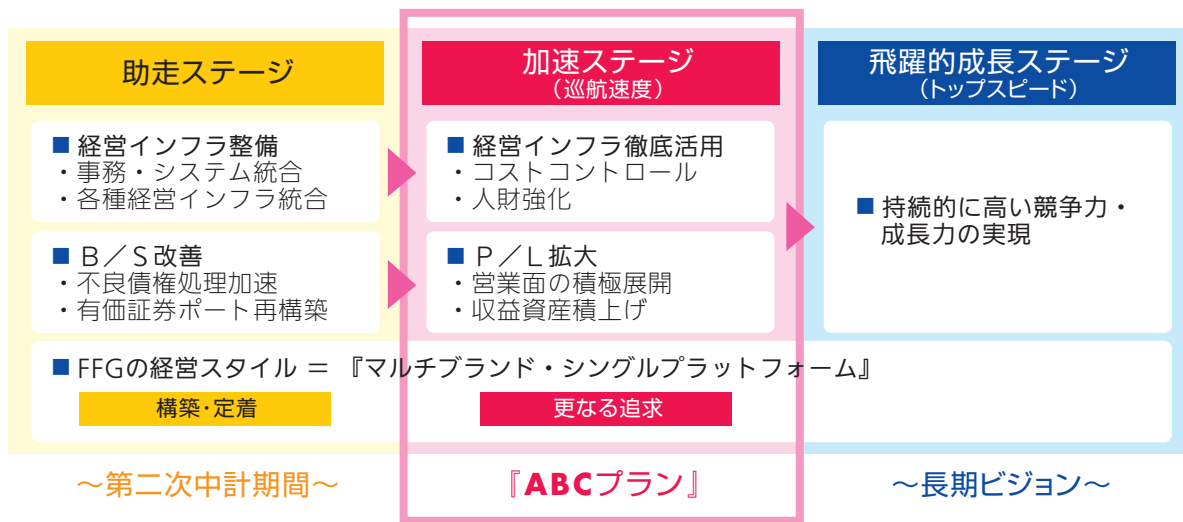 助走ステージ
■ 経営インフラ整備
・事務・システム統合
・各種経営インフラ統合
■ B／S改善
・不良債権処理加速
・有価証券ポート再構築
加速ステージ
（巡航速度）
■ 経営インフラ徹底活用
・コストコントロール
・人財強化
■ P／L拡大
・営業面の積極展開
・収益資産積上げ
飛躍的成長ステージ
（トップスピード）
■ 持続的に高い競争力・
成長力の実現
■ FFGの経営スタイル ＝ 『マルチブランド・シングルプラットフォーム』
構築・定着
更なる追求
～第二次中計期間～
『ABCプラン』
～長期ビジョン～